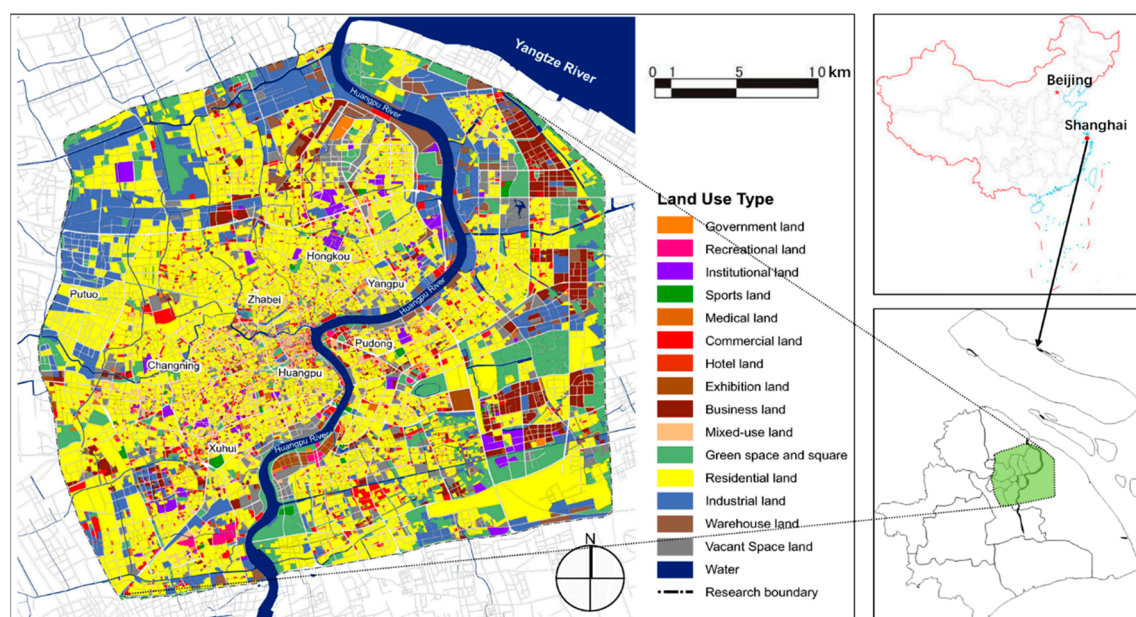 Yangtze River
0 1 5 10 km
Huangpu River
Hongkou
Yangpu
Zhabei
Putuo
Huangpu River
Pudong
Changning
Huangpu
Xuhui
Huangpu River
N
Land Use Type
Government land
Recreational land
Institutional land
Sports land
Medical land
Commercial land
Hotel land
Exhibition land
Business land
Mixed-use land
Green space and square
Residential land
Industrial land
Warehouse land
Vacant Space land
Water
Research boundary
Beijing
Shanghai